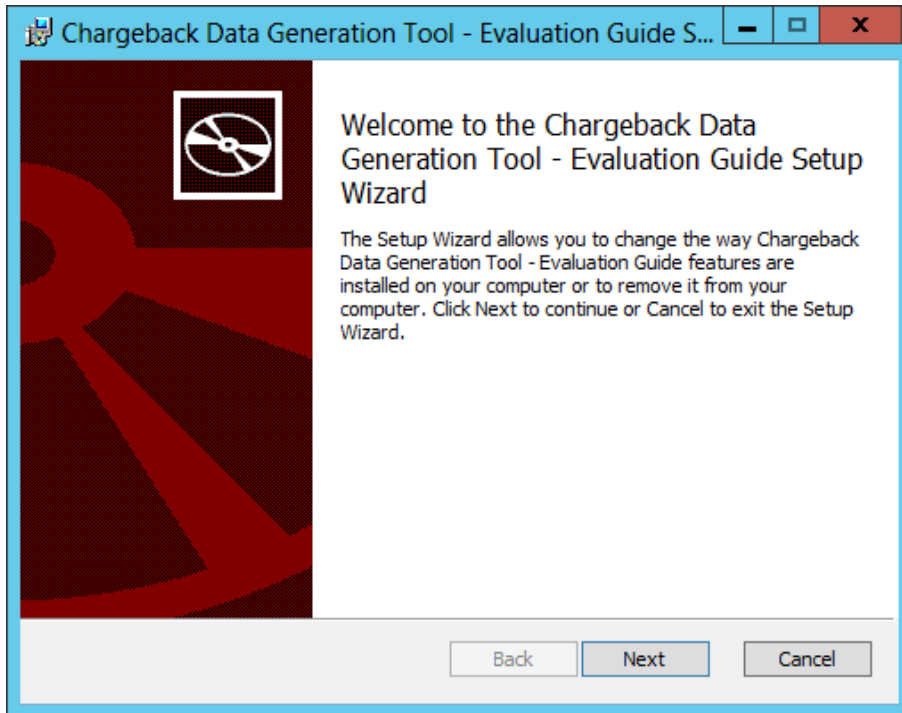 Chargeback Data Generation Tool - Evaluation Guide S...
Welcome to the Chargeback Data
Generation Tool - Evaluation Guide Setup
Wizard
The Setup Wizard allows you to change the way Chargeback
Data Generation Tool - Evaluation Guide features are
installed on your computer or to remove it from your
computer. Click Next to continue or Cancel to exit the Setup
Wizard.
Back Next Cancel